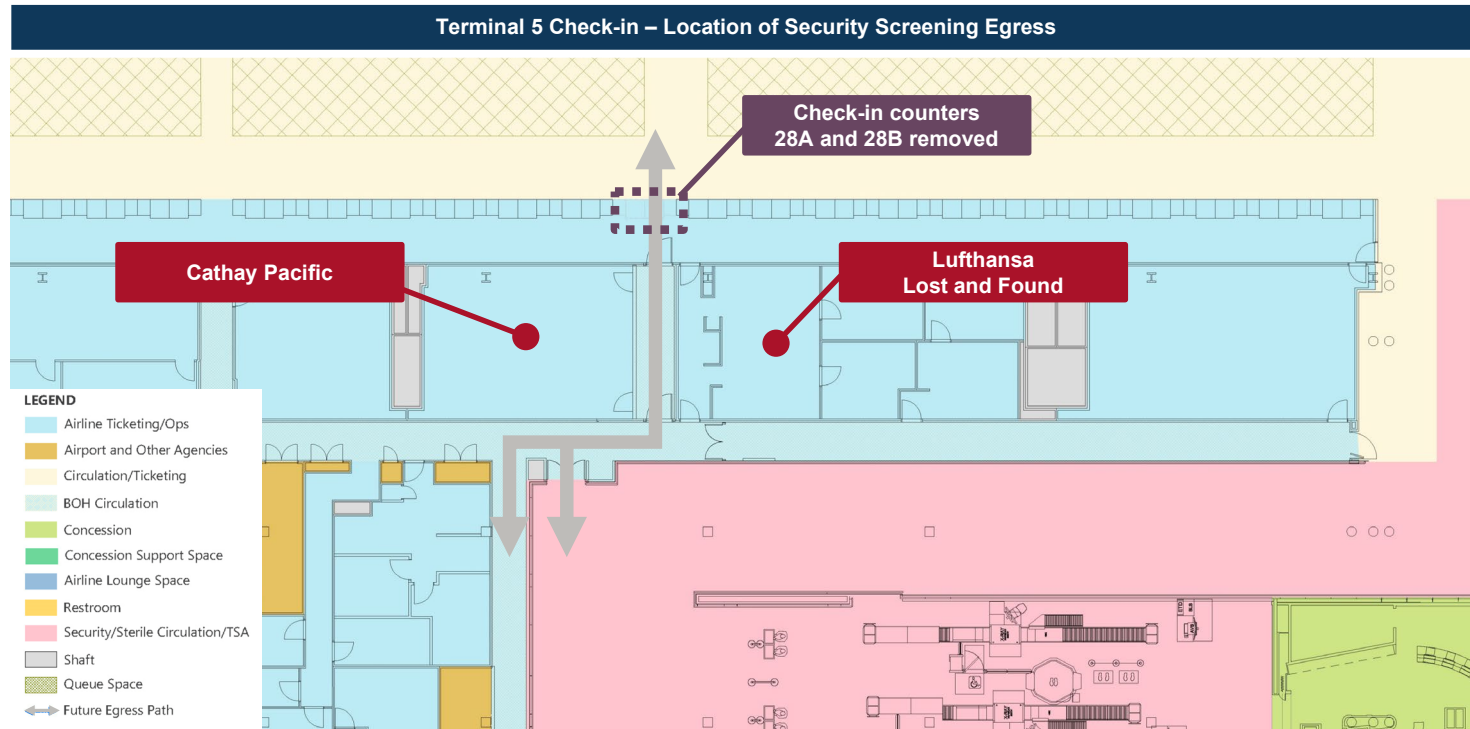 Terminal 5 Check-in – Location of Security Screening Egress
Check-in counters
28A and 28B removed
Cathay Pacific
Lufthansa
Lost and Found
LEGEND
Airline Ticketing/Ops
Airport and Other Agencies
Circulation/Ticketing
BOH Circulation
Concession
Concession Support Space
Airline Lounge Space
Restroom
Security/Sterile Circulation/TSA
Shaft
Queue Space
Future Egress Path
ETD